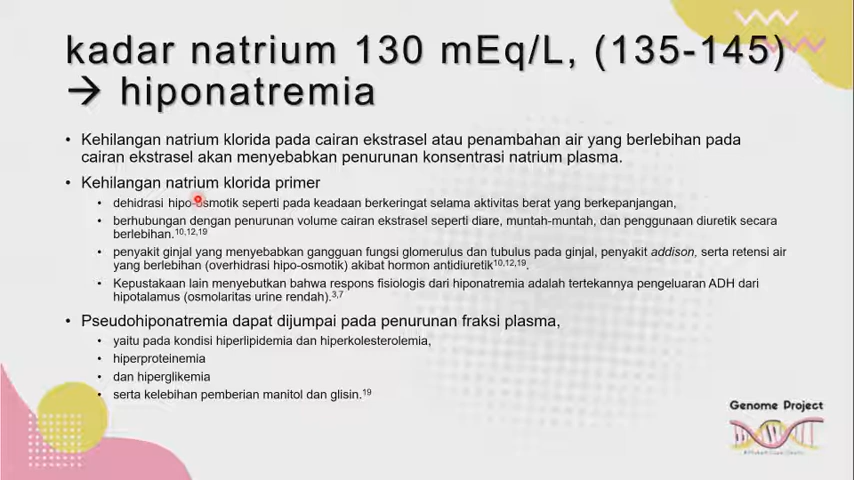 kadar natrium 130 mEq/L, (135-145)
→ hiponatremia
• Kehilangan natrium klorida pada cairan ekstrasel atau penambahan air yang berlebihan pada
cairan ekstrasel akan menyebabkan penurunan konsentrasi natrium plasma.
• Kehilangan natrium klorida primer
• dehidrasi hipo-osmotik seperti pada keadaan berkeringat selama aktivitas berat yang berkepanjangan,
• berhubungan dengan penurunan volume cairan ekstrasel seperti diare, muntah-muntah, dan penggunaan diuretik secara
berlebihan.10,12,19
• penyakit ginjal yang menyebabkan gangguan fungsi glomerulus dan tubulus pada ginjal, penyakit addison, serta retensi air
yang berlebihan (overhidrasi hipo-osmotik) akibat hormon antidiuretik10,12,19.
• Kepustakaan lain menyebutkan bahwa respons fisiologis dari hiponatremia adalah tertekannya pengeluaran ADH dari
hipotalamus (osmolaritas urine rendah).3,7
• Pseudohiponatremia dapat dijumpai pada penurunan fraksi plasma,
• yaitu pada kondisi hiperlipidemia dan hiperkolesterolemia,
• hiperproteinemia
• dan hiperglikemia
• serta kelebihan pemberian manitol dan glisin.19
Genome Project